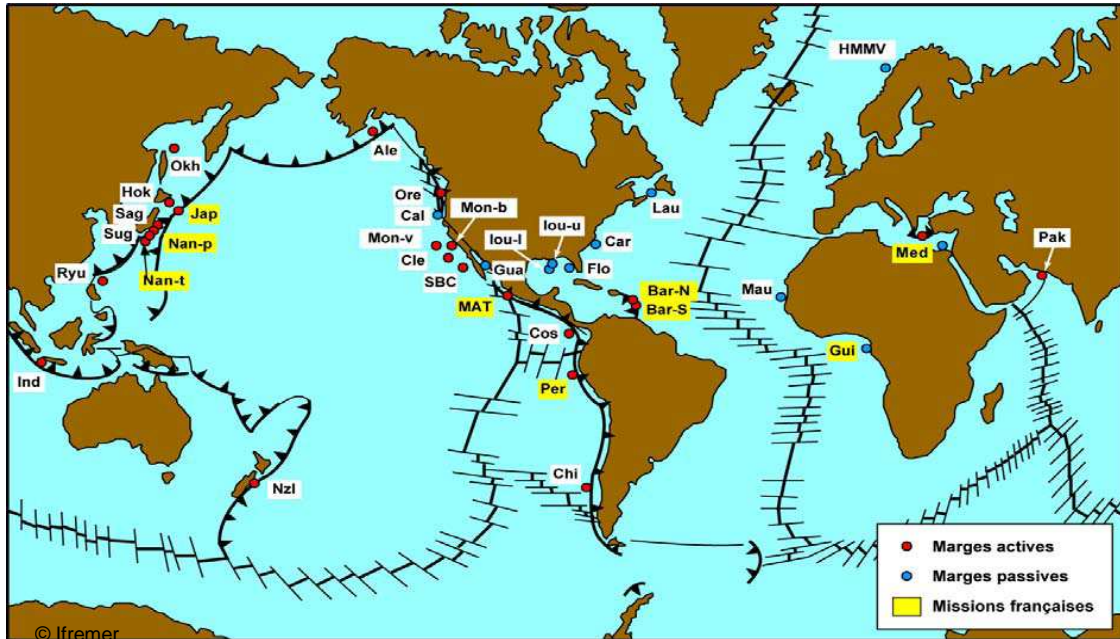 HMMV
Okh
Ale
Hok
Sag
Sug
Jap
Nan-p
Nan-t
Ryu
Ind
Nzl
Ore
Cal
Mon-b
Mon-v
Cle
SBC
Gua
Iou-u
Iou-l
Flo
Car
Lau
MAT
Cos
Per
Chi
Bar-N
Bar-S
Mau
Gui
Med
Pak
Marges actives
Marges passives
Missions françaises
© Ifremer